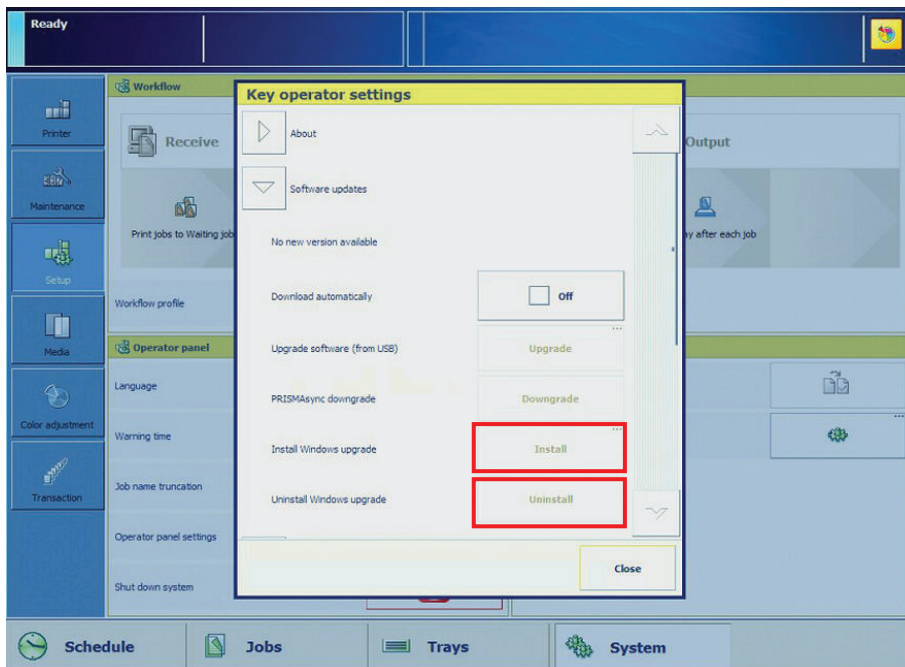 Ready
Printer
Maintenance
Setup
Media
Color adjustment
Transaction
Workflow
Receive
Output
Print jobs to Waiting job
y after each job
Workflow profile
Operator panel
Language
Warning time
Job name truncation
Operator panel settings
Shut down system
Key operator settings
About
Software updates
No new version available
Download automatically
Off
Upgrade software (from USB)
Upgrade
PRISMAsync downgrade
Downgrade
Install Windows upgrade
Install
Uninstall Windows upgrade
Uninstall
Close
Schedule
Jobs
Trays
System